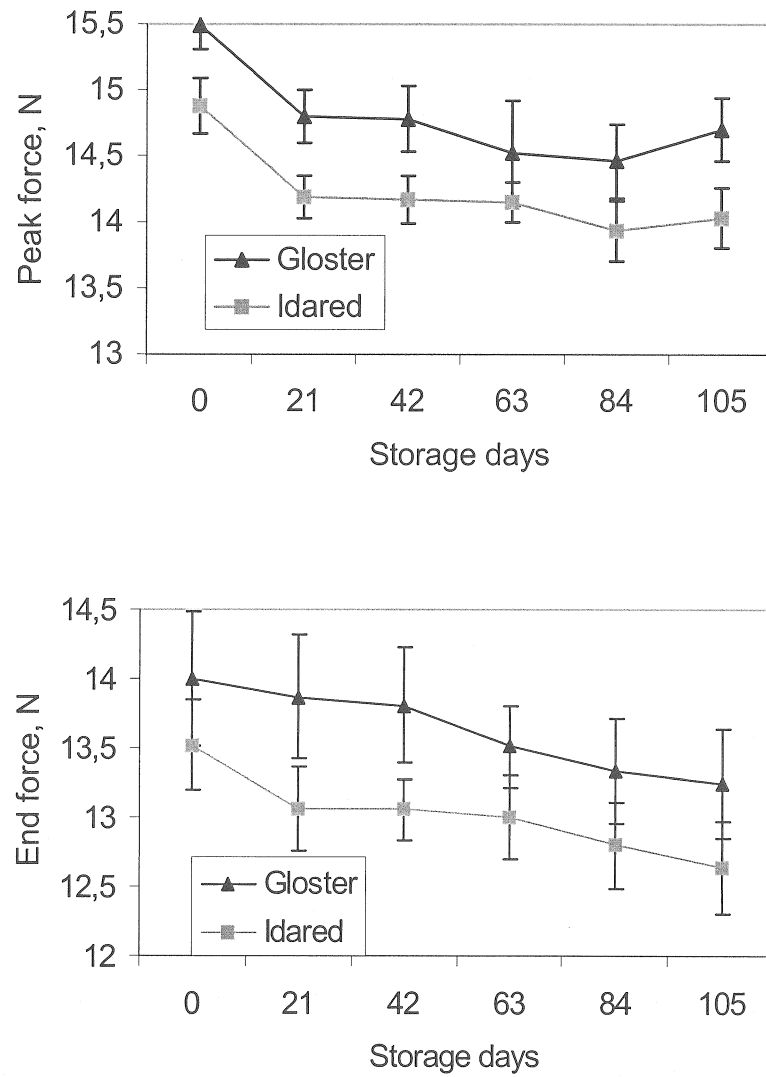 15,5
15
14,5
14
13,5
13
Peak force, N
Gloster
Idared
0 21 42 63 84 105
Storage days
14,5
14
13,5
13
12,5
12
End force, N
Gloster
Idared
0 21 42 63 84 105
Storage days